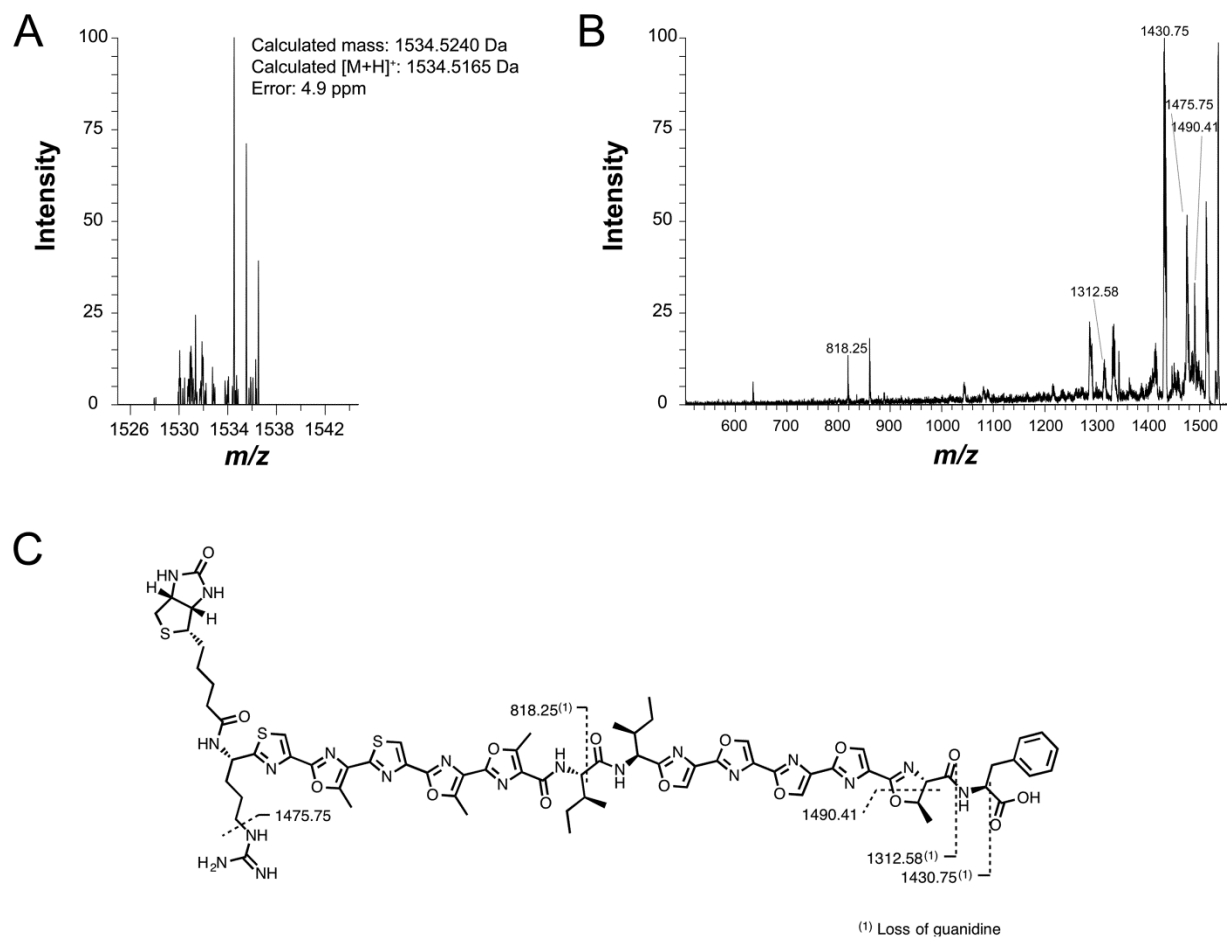 A
B
Intensity
100
75
50
25
0
1526
1530
1534
1538
1542
m/z
Calculated mass: 1534.5240 Da
Calculated [M+H]+: 1534.5165 Da
Error: 4.9 ppm
Intensity
100
75
50
25
0
1430.75
1475.75
1490.41
1312.58
818.25
600
700
800
900
1000
1100
1200
1300
1400
1500
m/z
C
O
HN
NH
H
H
S
O
HN
S
N
N
O
S
N
N
O
O
N
O
N
H
818.25(1)
O
N
H
N
O
O
N
N
O
O
N
N
O
O
N
H
O
OH
1475.75
N
H
H2N
NH
1490.41
1312.58(1)
1430.75(1)
(1) Loss of guanidine